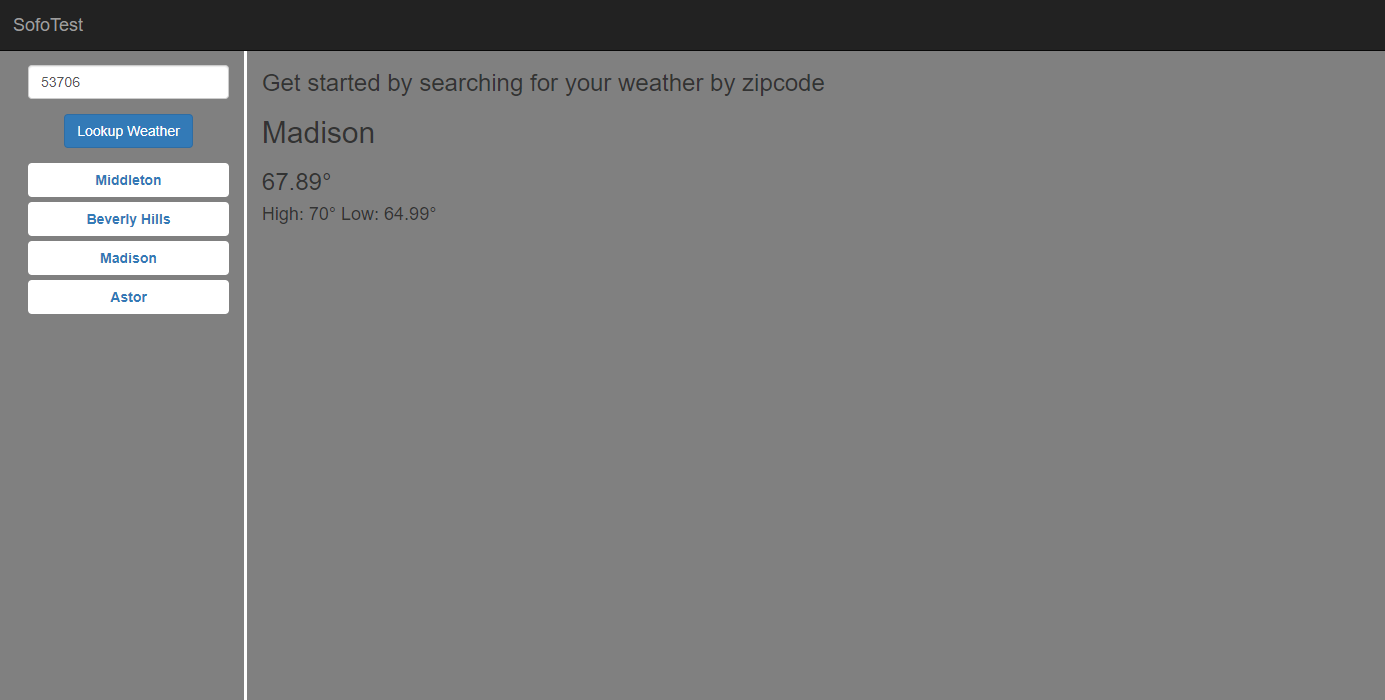 SofoTest
53706
Lookup Weather
Middleton
Beverly Hills
Madison
Astor
Get started by searching for your weather by zipcode
Madison
67.89°
High: 70° Low: 64.99°